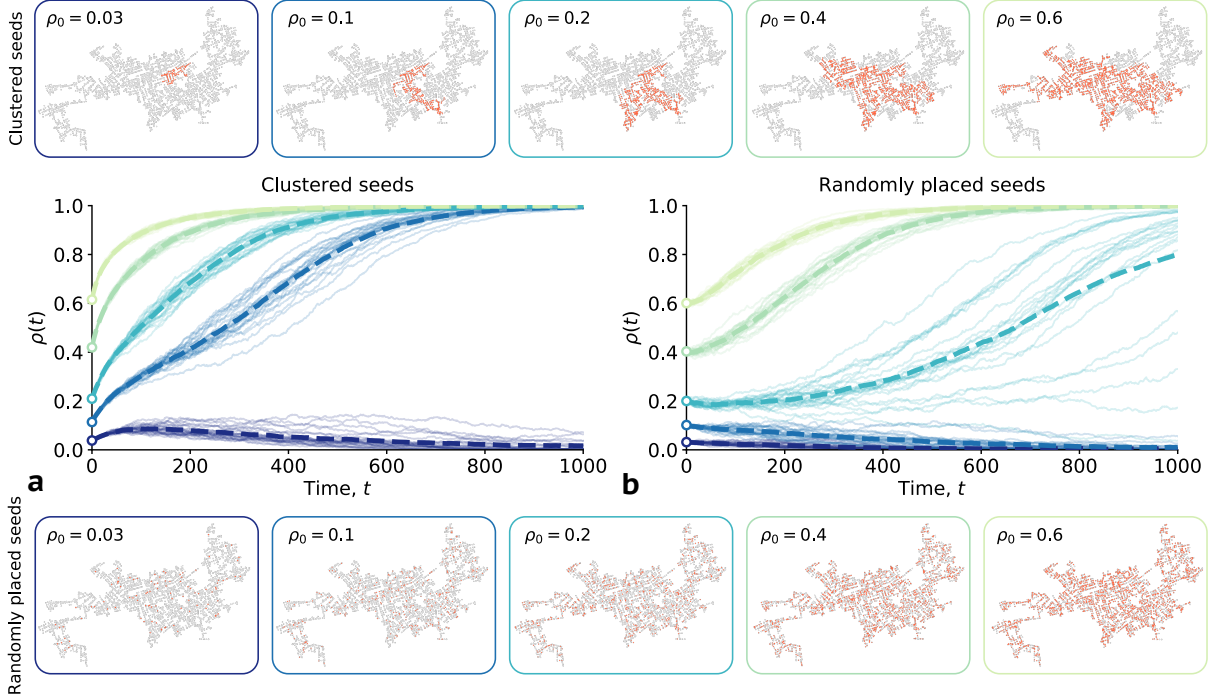 Clustered seeds
ρ₀ = 0.03
ρ₀ = 0.1
ρ₀ = 0.2
ρ₀ = 0.4
ρ₀ = 0.6
Clustered seeds
ρ(t)
1.0
0.8
0.6
0.4
0.2
0.0
0 200 400 600 800 1000
Time, t
a
Randomly placed seeds
ρ(t)
1.0
0.8
0.6
0.4
0.2
0.0
0 200 400 600 800 1000
Time, t
b
Randomly placed seeds
ρ₀ = 0.03
ρ₀ = 0.1
ρ₀ = 0.2
ρ₀ = 0.4
ρ₀ = 0.6